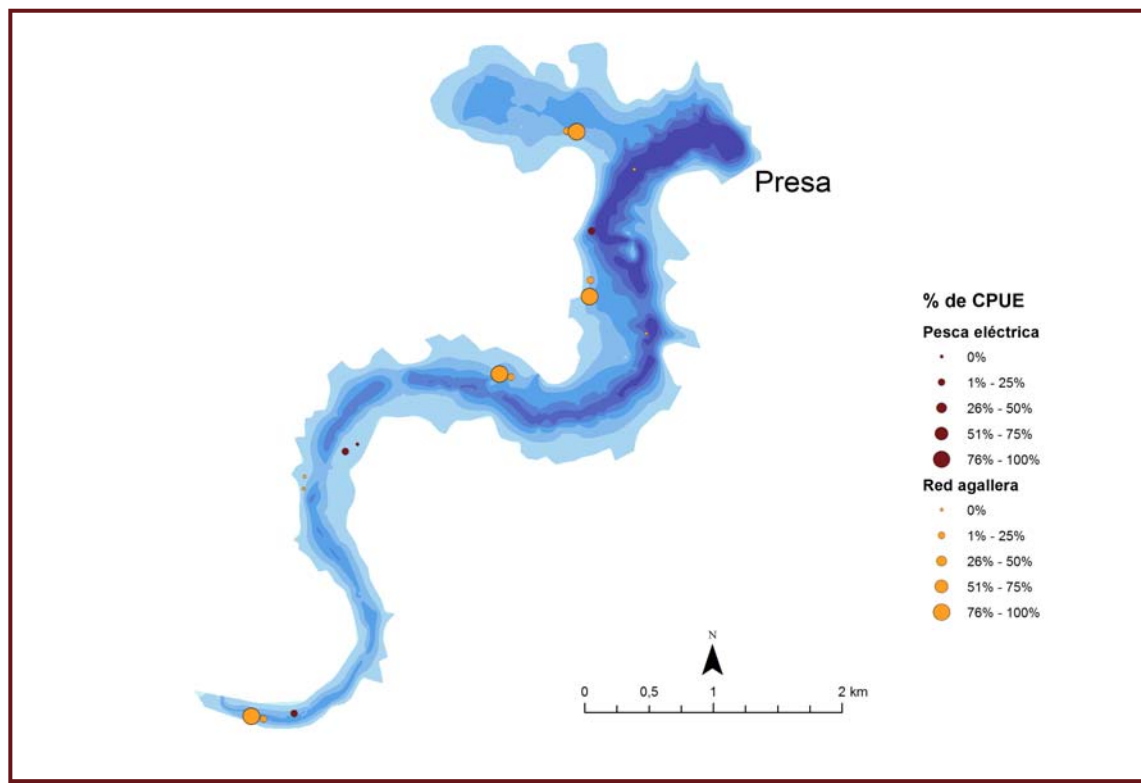 Presa
% de CPUE
Pesca eléctrica
0%
1% - 25%
26% - 50%
51% - 75%
76% - 100%
Red agallera
0%
1% - 25%
26% - 50%
51% - 75%
76% - 100%
N
0 0,5 1 2 km